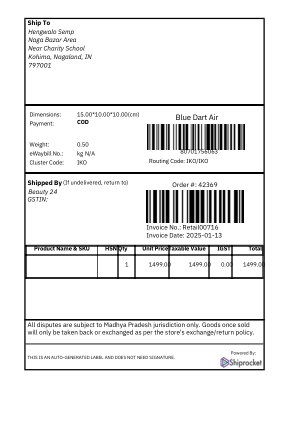 Ship To
Hengwalo Semp
Naga Bazar Area
Near Charity School
Kohima, Nagaland, IN
797001
Dimensions: 15.00*10.00*10.00(cm)
Payment: COD
Weight: 0.50
eWaybill No.: kg N/A
Cluster Code: IKO
Blue Dart Air
80701756063
Routing Code: IKO/IKO
Shipped By (If undelivered, return to)
Beauty 24
GSTIN:
Order #: 42369
Invoice No.: Retail00716
Invoice Date: 2025-01-13
Product Name & SKU HSN Qty Unit Price Taxable Value IGST Total
1 1499.00 1499.00 0.00 1499.00
All disputes are subject to Madhya Pradesh jurisdiction only. Goods once sold
will only be taken back or exchanged as per the store's exchange/return policy.
THIS IS AN AUTO-GENERATED LABEL AND DOES NOT NEED SIGNATURE.
Powered By:
Shiprocket